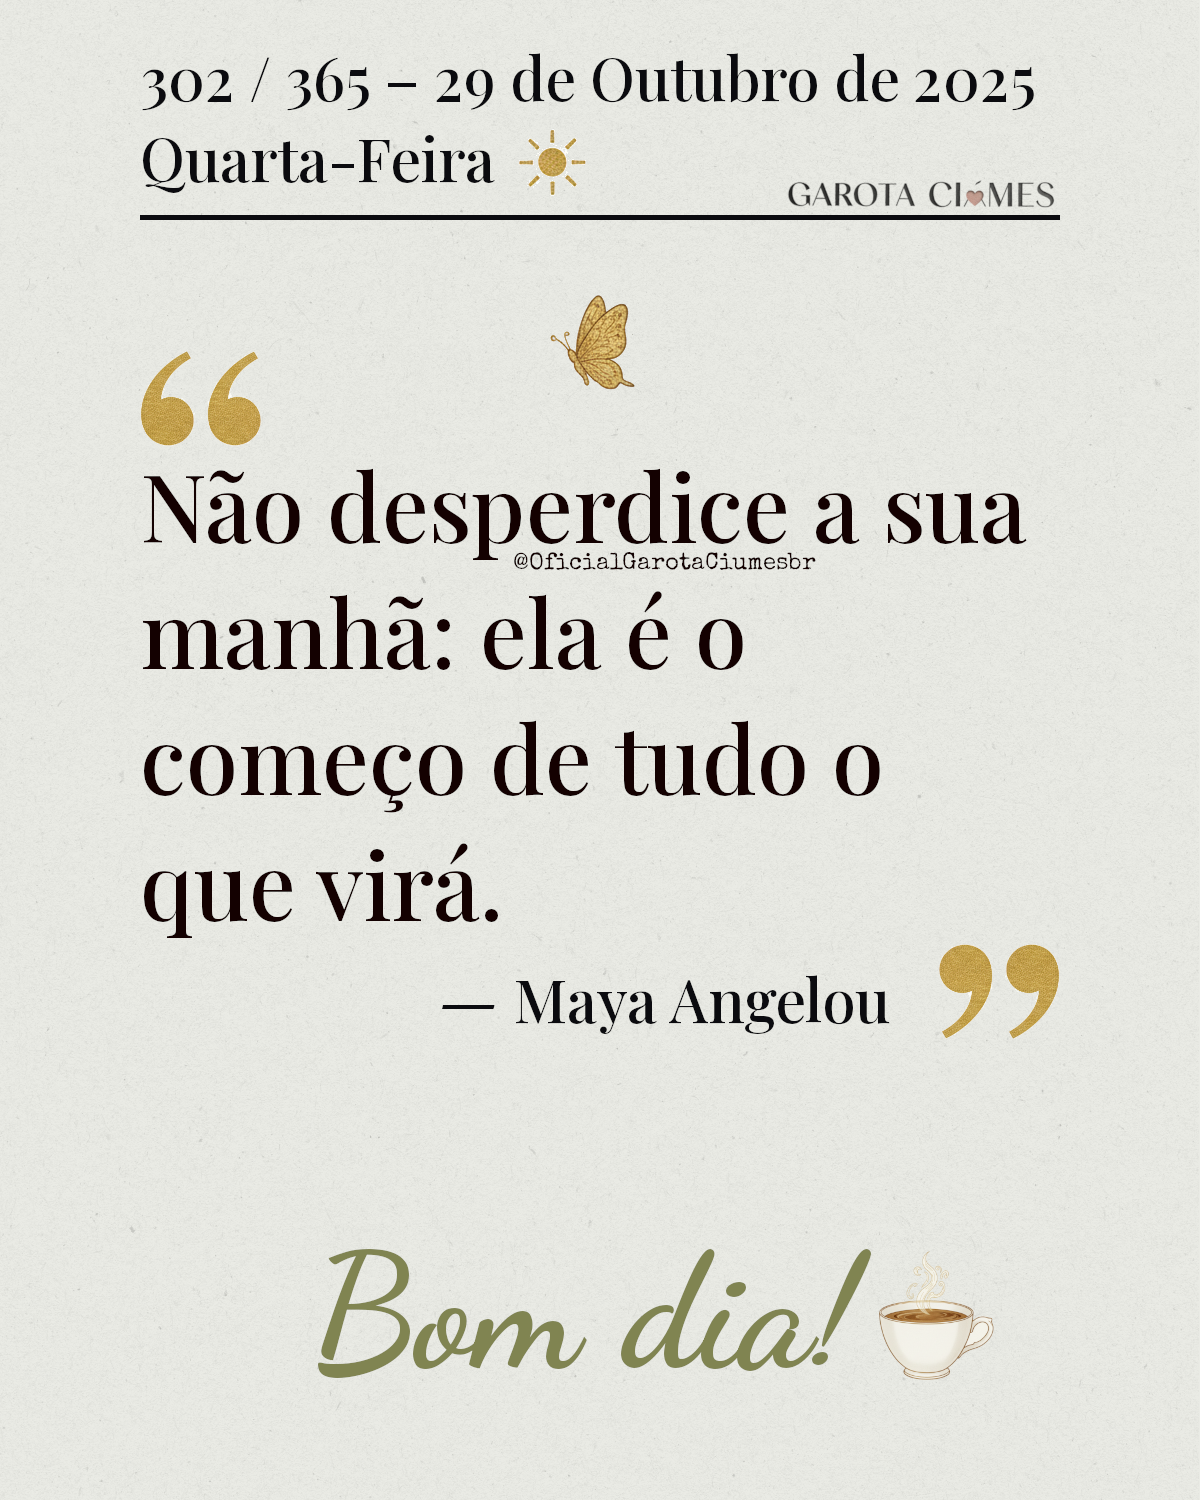 302 / 365 – 29 de Outubro de 2025
Quarta-Feira
GAROTA CIÚMES
“
Não desperdice a sua
@OficialGarotaCiumesbr
manhã: ela é o
começo de tudo o
que virá.
— Maya Angelou ”
Bom dia!